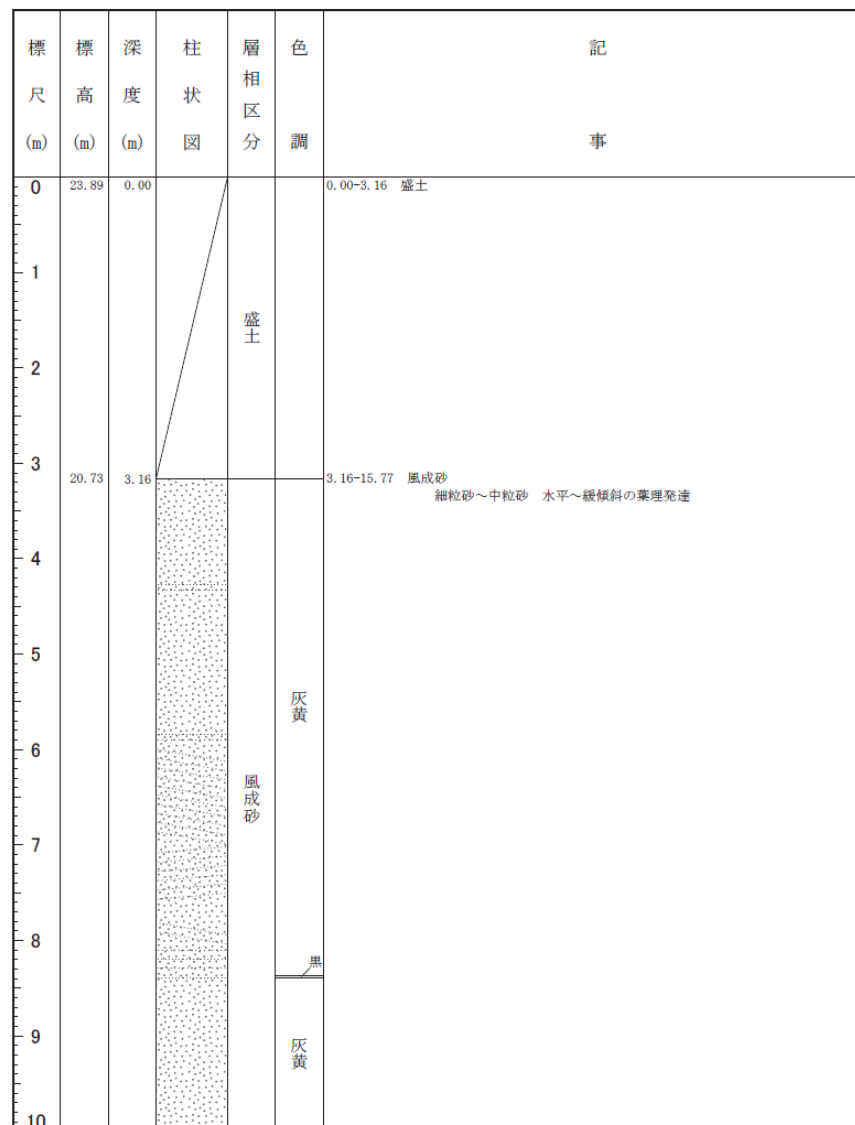 標尺(m)
標高(m)
深度(m)
柱状図
層相区分
色調
記事
0
23.89
0.00
0.00-3.16 盛土
1
盛土
2
3
20.73
3.16
3.16-15.77 風成砂
細粒砂～中粒砂 水平～緩傾斜の葉理発達
4
5
灰黄
6
風成砂
7
8
黒
9
灰黄
10